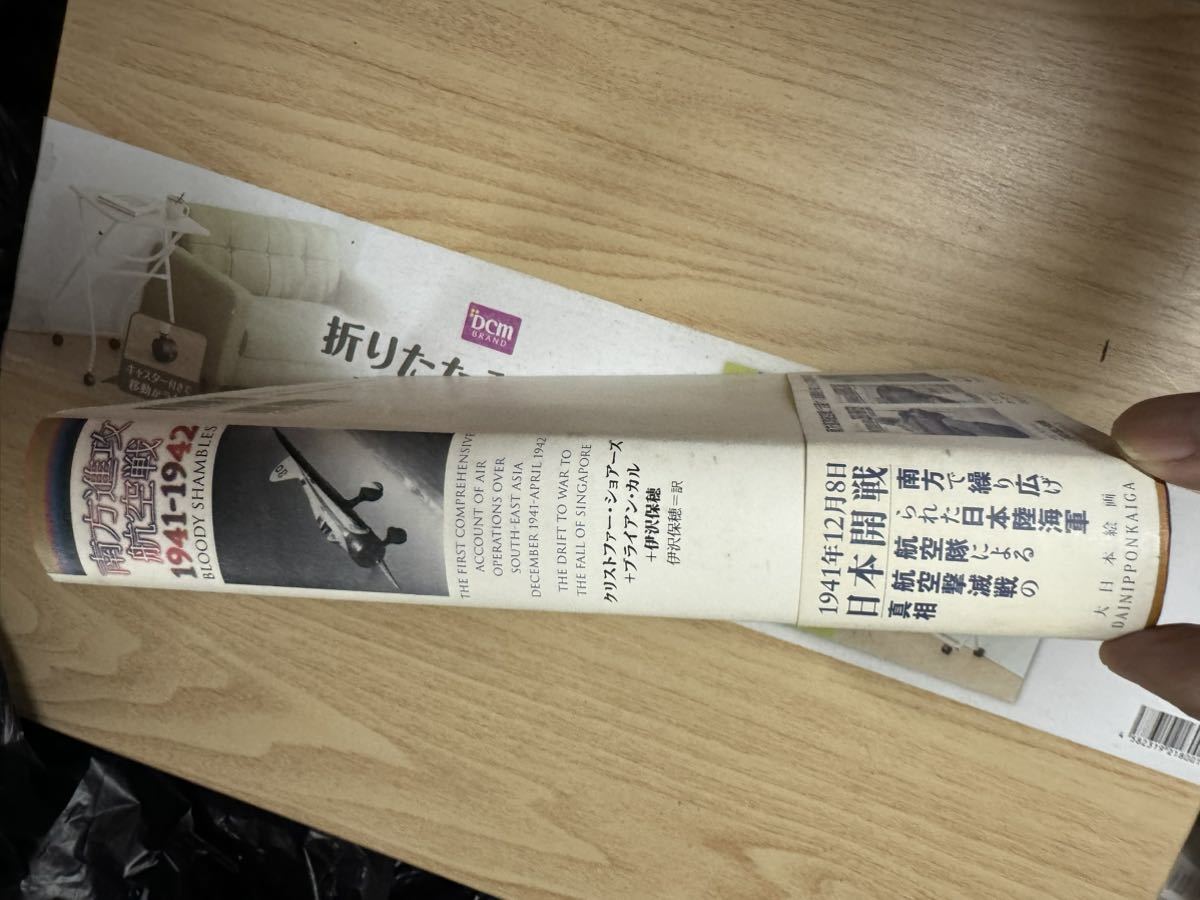 南方進攻
航空戦
1941-1942
BLOODY SHAMBLES
THE FIRST COMPREHENSIVE
ACCOUNT OF AIR
OPERATIONS OVER
SOUTH-EAST ASIA
DECEMBER 1941-APRIL 1942
THE DRIFT TO WAR TO
THE FALL OF SINGAPORE
クリストファー・ショアーズ
+ブライアン・カル
+伊沢保穂
伊沢保穂=訳
1941年12月8日
日本開戦
南方で繰り広げ
られた日本陸海軍
航空隊による
航空撃滅戦の
真相
大日本絵画
DAINIPPONKAIGA
DCM
BRAND
折りたた
キャスター付きで